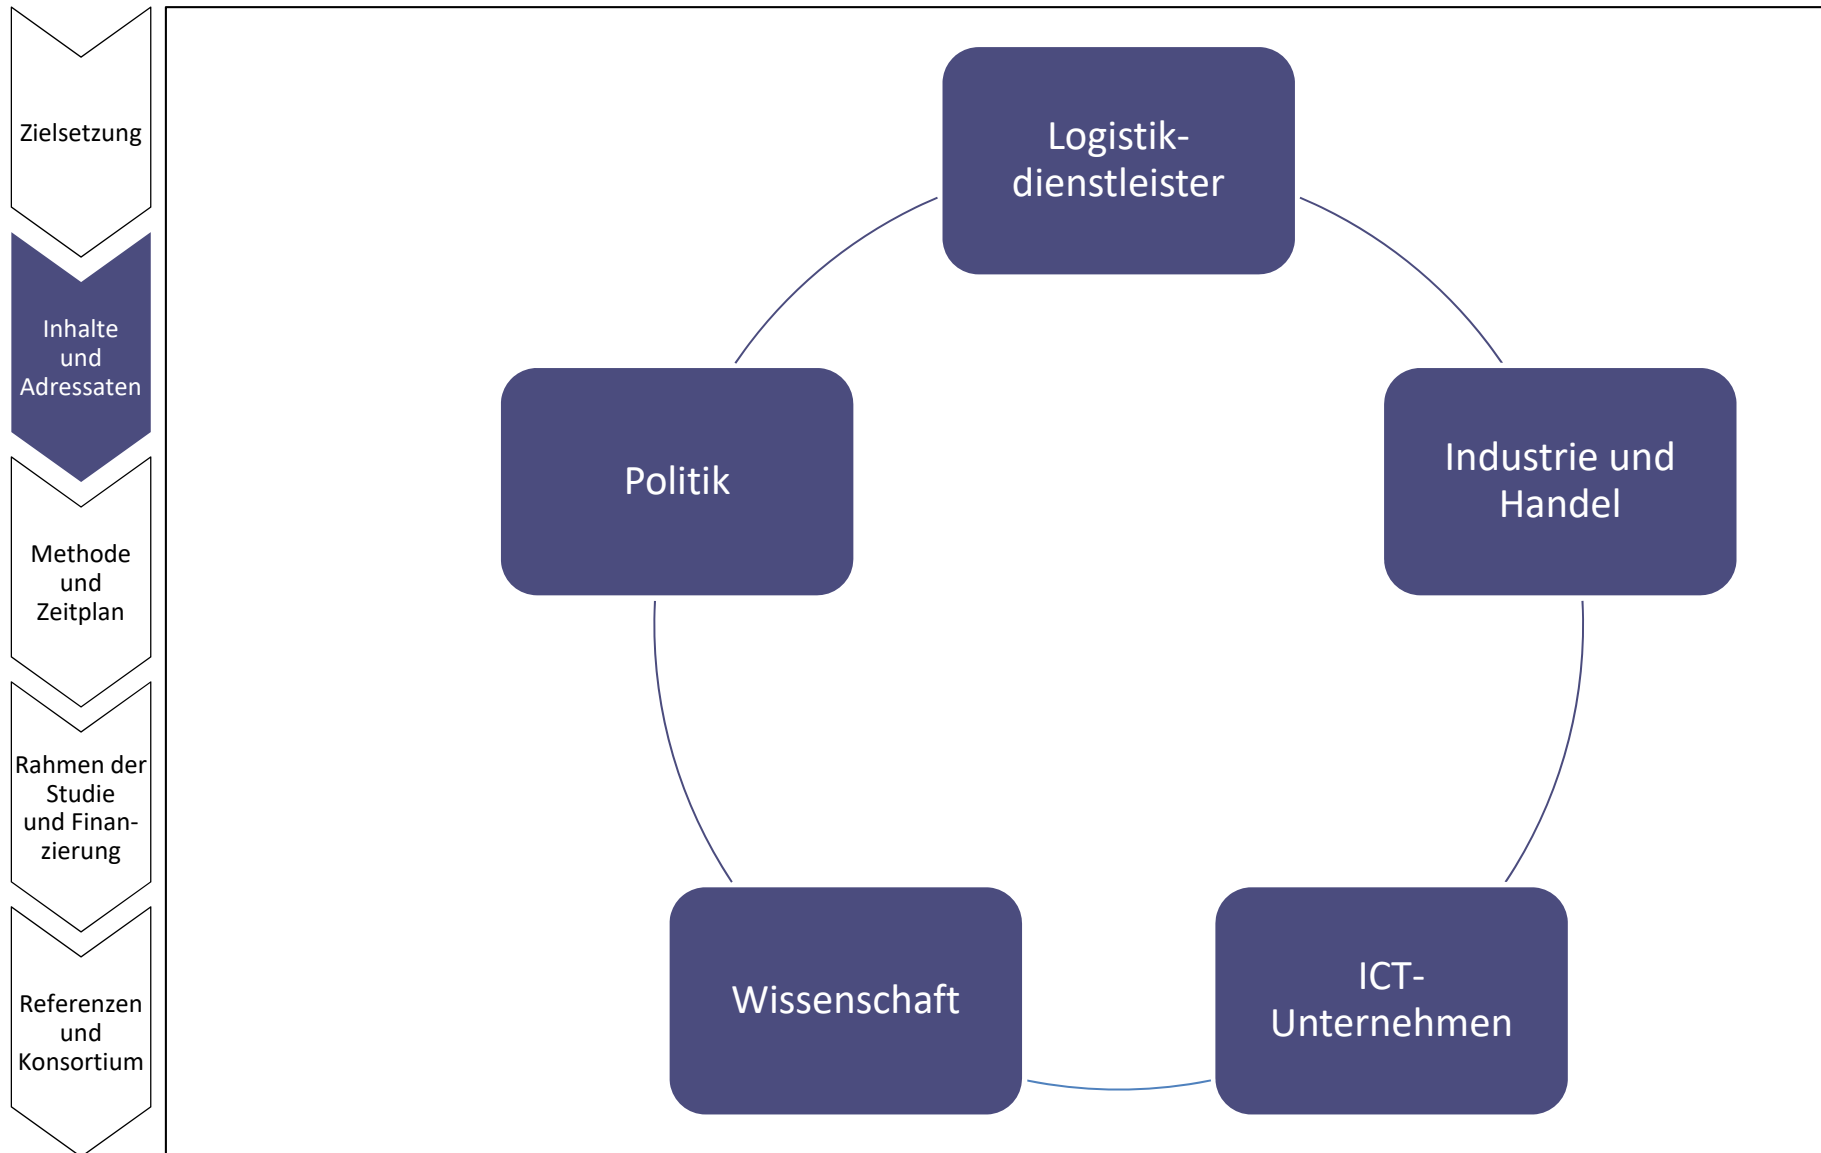 Zielsetzung
Inhalte
und
Adressaten
Methode
und
Zeitplan
Rahmen der
Studie
und Finan-
zierung
Referenzen
und
Konsortium
Logistik-
dienstleister
Industrie und
Handel
ICT-
Unternehmen
Wissenschaft
Politik